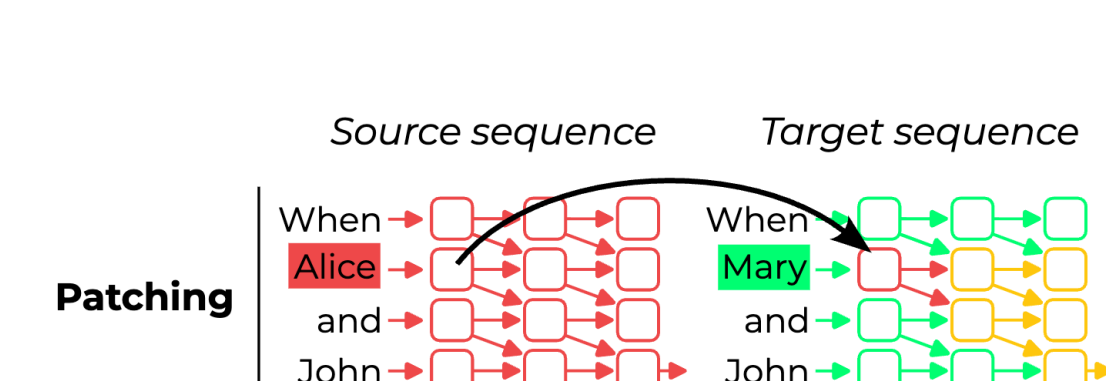 Source sequence
Target sequence
Patching
When
Alice
and
John
When
Mary
and
John